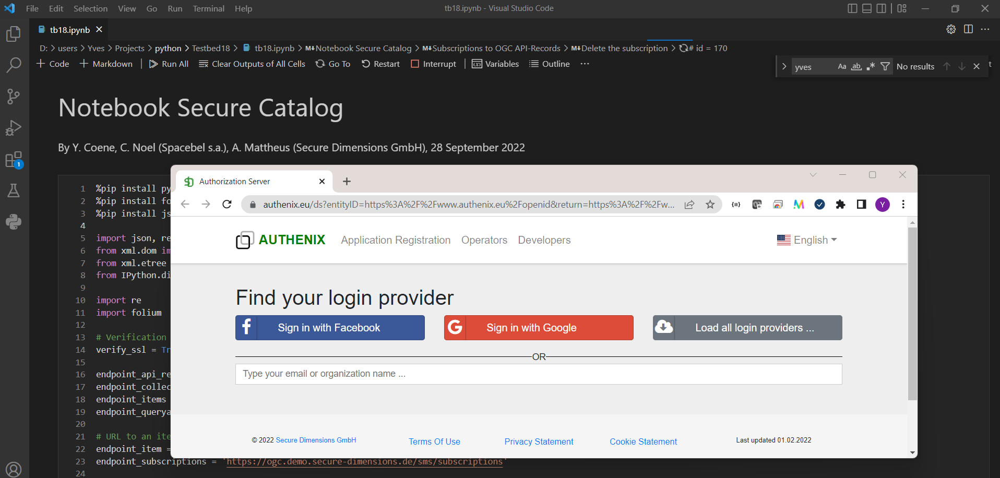 File Edit Selection View Go Run Terminal Help
tb18.ipynb - Visual Studio Code
tb18.ipynb
D: > users > Yves > Projects > python > Testbed18 > tb18.ipynb > M↓Notebook Secure Catalog > M↓Subscriptions to OGC API-Records > M↓Delete the subscription > # id = 170
+ Code + Markdown | Run All Clear Outputs of All Cells Go To Restart Interrupt | Variables Outline ...
yves Aa ab No results
Notebook Secure Catalog
By Y. Coene, C. Noel (Spacebel s.a.), A. Mattheus (Secure Dimensions GmbH), 28 September 2022
1
1 %pip install py
2 %pip install fo
3 %pip install js
4
5 import json, re
6 from xml.dom im
7 from xml.etree
8 from IPython.di
9
10 import re
11 import folium
12
13 # Verification
14 verify_ssl = Tr
15
16 endpoint_api_re
17 endpoint_collec
18 endpoint_items
19 endpoint_querya
20
21 # URL to an ite
22 endpoint_item =
23 endpoint_subscriptions = 'https://ogc.demo.secure-dimensions.de/sms/subscriptions'
24
Authorization Server
authenix.eu/ds?entityID=https%3A%2F%2Fwww.authenix.eu%2Fopenid&return=https%3A%2F%2Fw...
Y
AUTHENIX Application Registration Operators Developers English
Find your login provider
Sign in with Facebook
Sign in with Google
Load all login providers ...
OR
Type your email or organization name ...
© 2022 Secure Dimensions GmbH
Terms Of Use
Privacy Statement
Cookie Statement
Last updated 01.02.2022